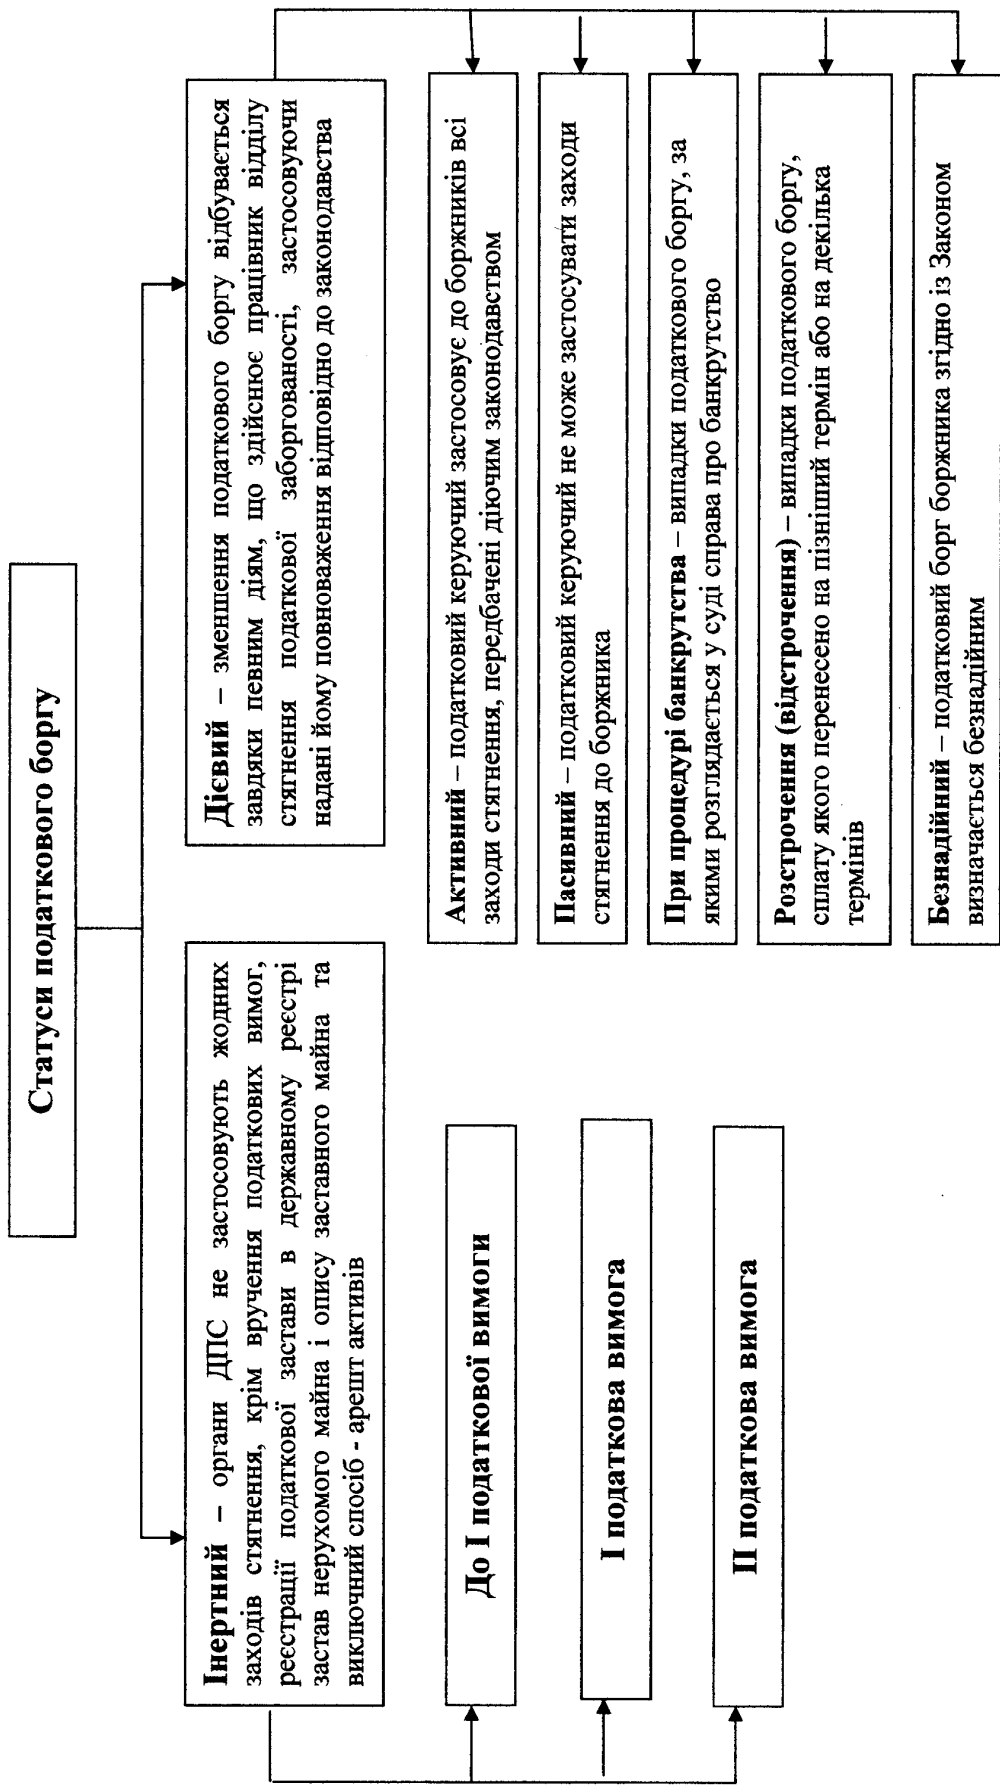 Статуси податкового боргу
Інертний – органи ДПС не застосовують жодних
заходів стягнення, крім вручення податкових вимог,
реєстрації податкової застави в державному реєстрі
застав нерухомого майна і опису заставного майна та
виключний спосіб - арешт активів
До І податкової вимоги
І податкова вимога
ІІ податкова вимога
Дієвий – зменшення податкового боргу відбувається
завдяки певним діям, що здійснює працівник відділу
стягнення податкової заборгованості, застосовуючи
надані йому повноваження відповідно до законодавства
Активний – податковий керуючий застосовує до боржників всі
заходи стягнення, передбачені діючим законодавством
Пасивний – податковий керуючий не може застосувати заходи
стягнення до боржника
При процедурі банкрутства – випадки податкового боргу, за
якими розглядається у суді справа про банкрутство
Розстрочення (відстрочення) – випадки податкового боргу,
сплату якого перенесено на пізніший термін або на декілька
термінів
Безнадійний – податковий борг боржника згідно із Законом
визначається безнадійним